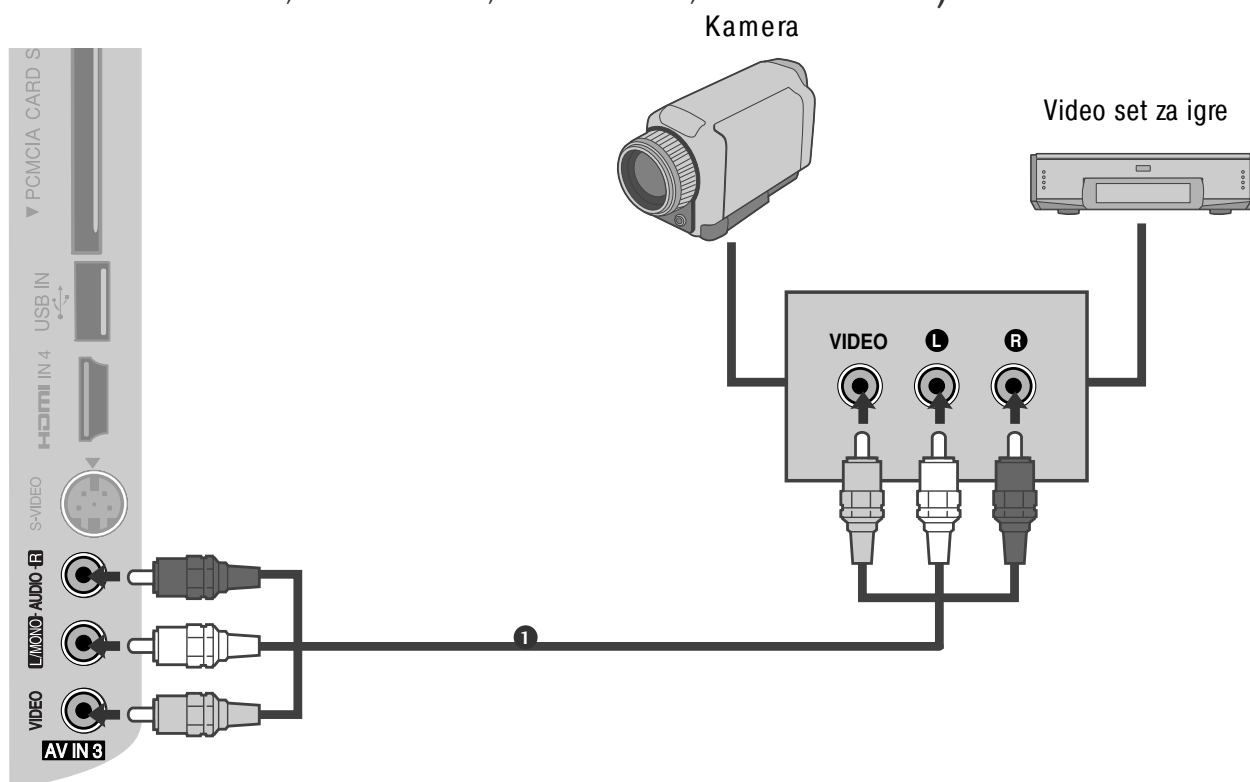 Kamera
Video set za igre
▼ PCMCIA CARD S
USB IN
HDMI IN 4
S-VIDEO
L/MONO - AUDIO - R
VIDEO
AV IN 3
VIDEO L R
1